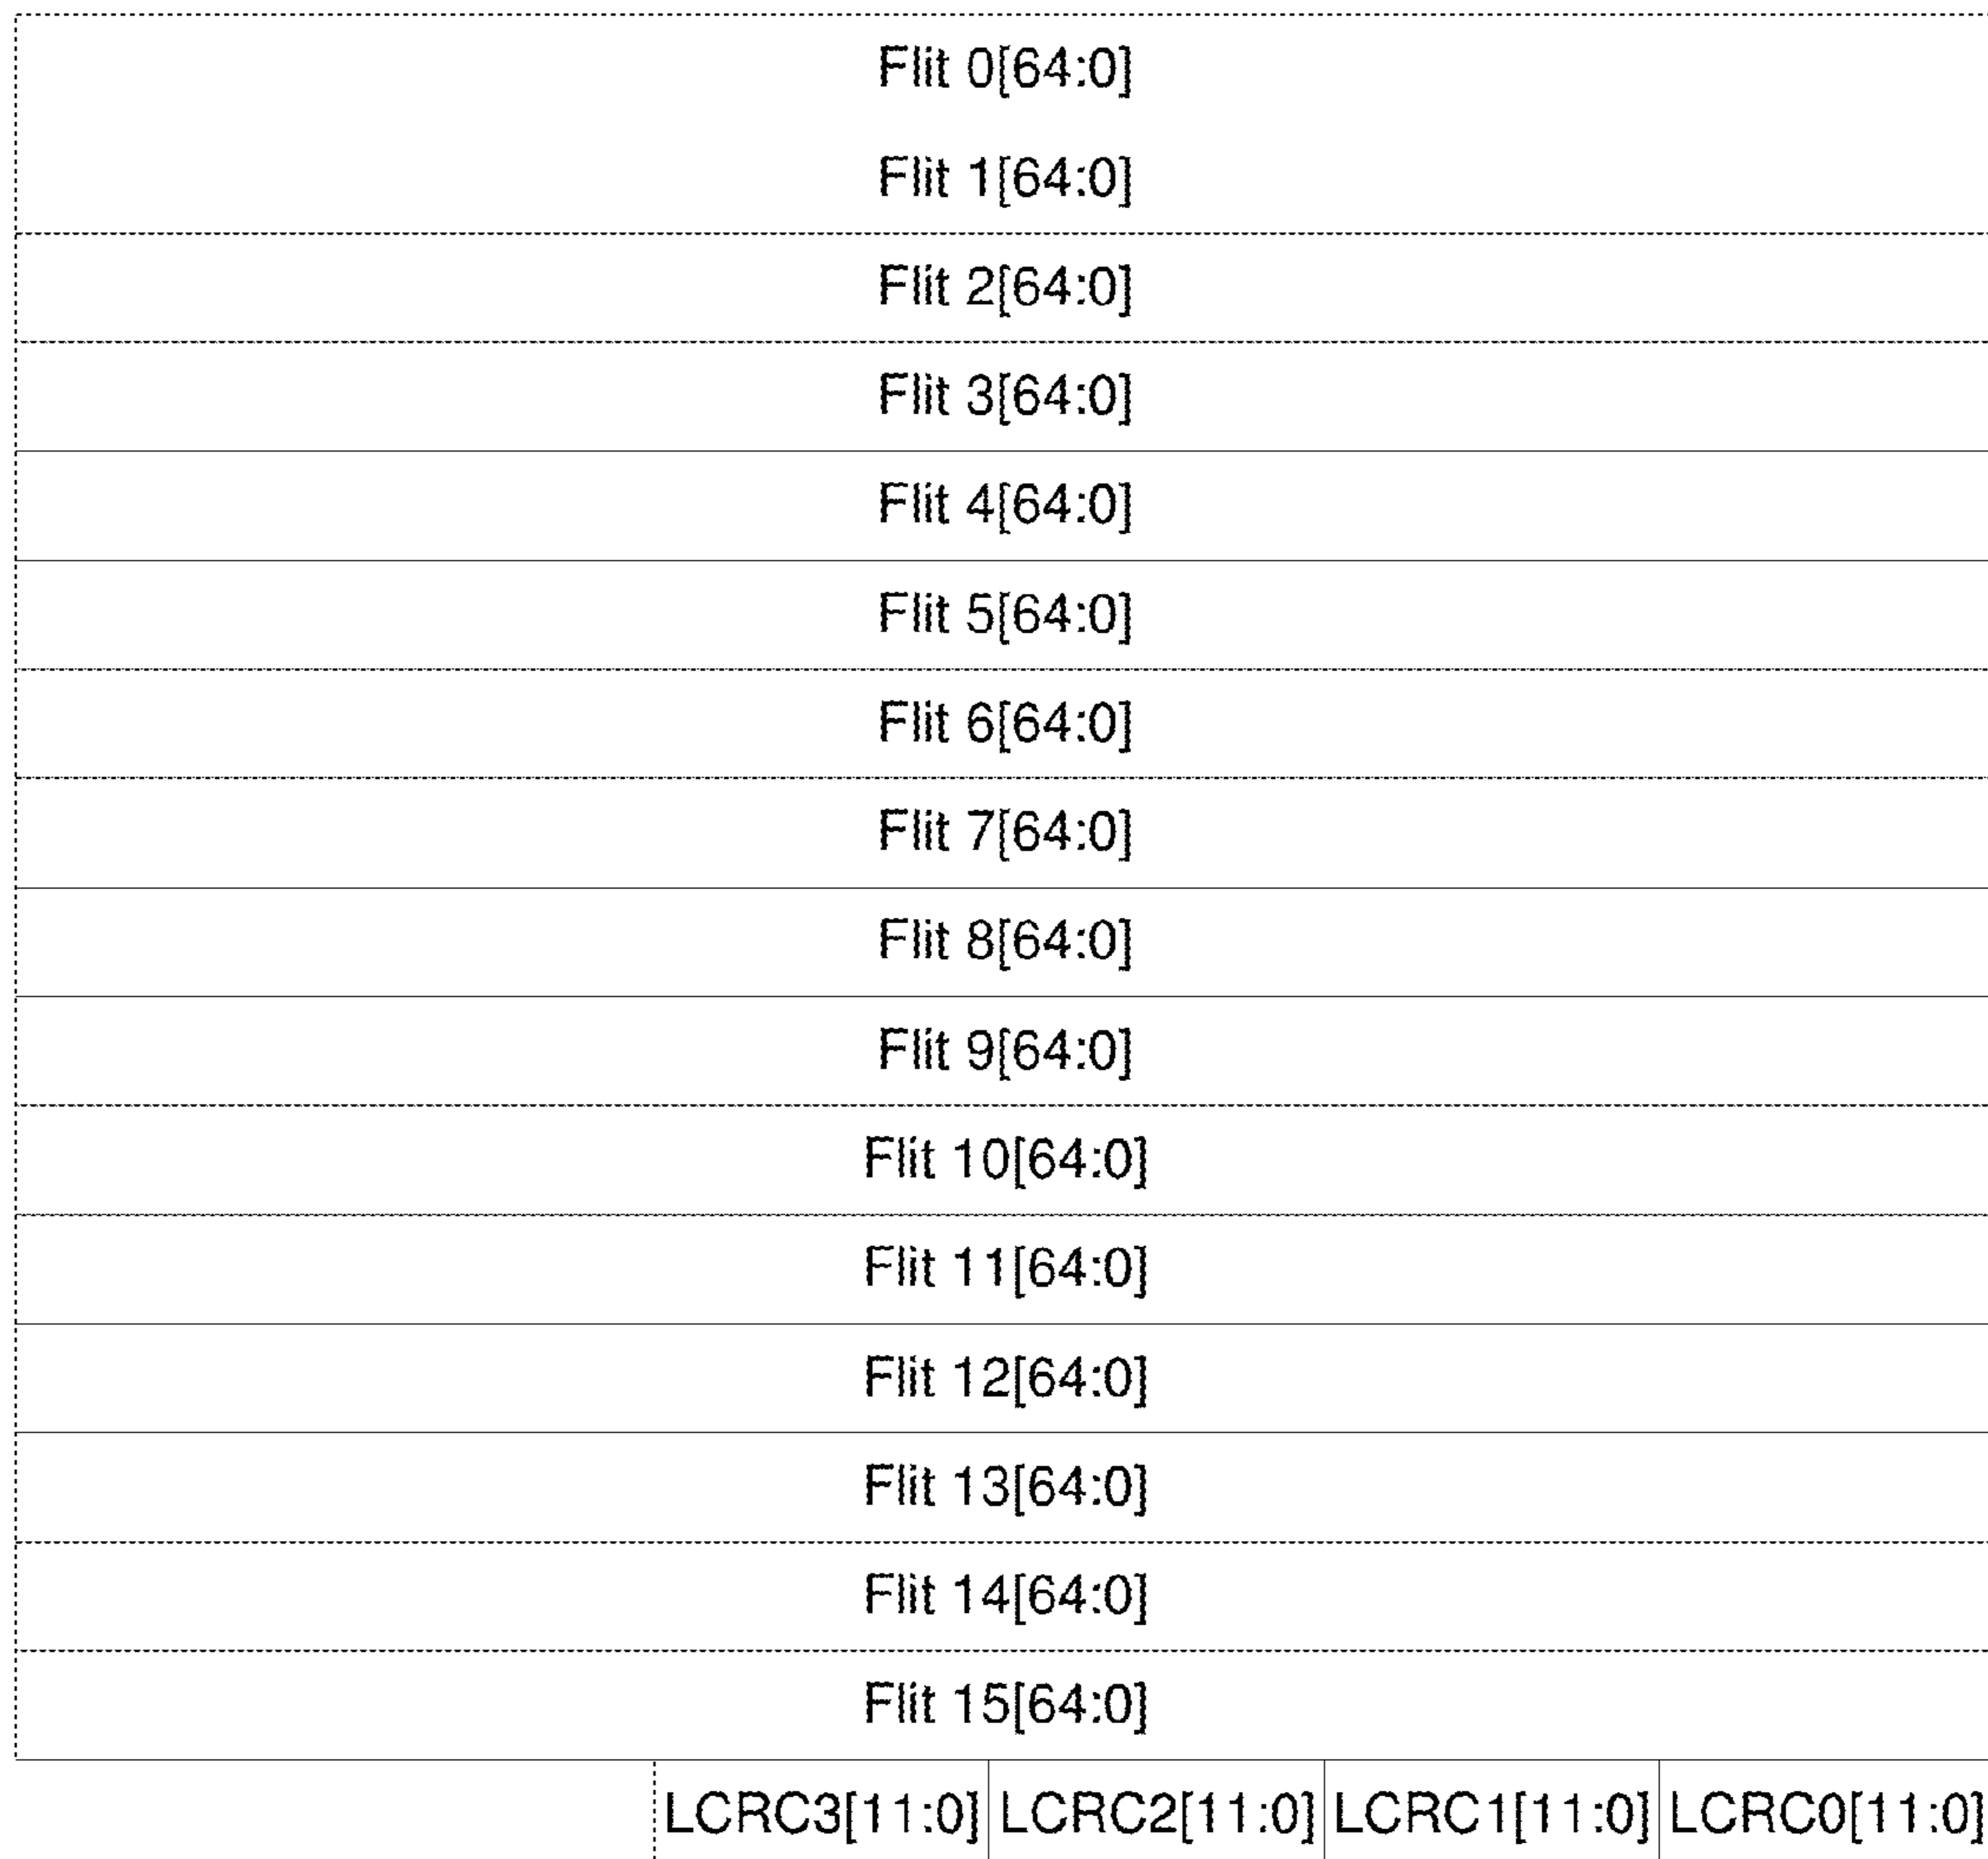 Flit 0[64:0]
Flit 1[64:0]
Flit 2[64:0]
Flit 3[64:0]
Flit 4[64:0]
Flit 5[64:0]
Flit 6[64:0]
Flit 7[64:0]
Flit 8[64:0]
Flit 9[64:0]
Flit 10[64:0]
Flit 11[64:0]
Flit 12[64:0]
Flit 13[64:0]
Flit 14[64:0]
Flit 15[64:0]
LCRC3[11:0] LCRC2[11:0] LCRC1[11:0] LCRC0[11:0]